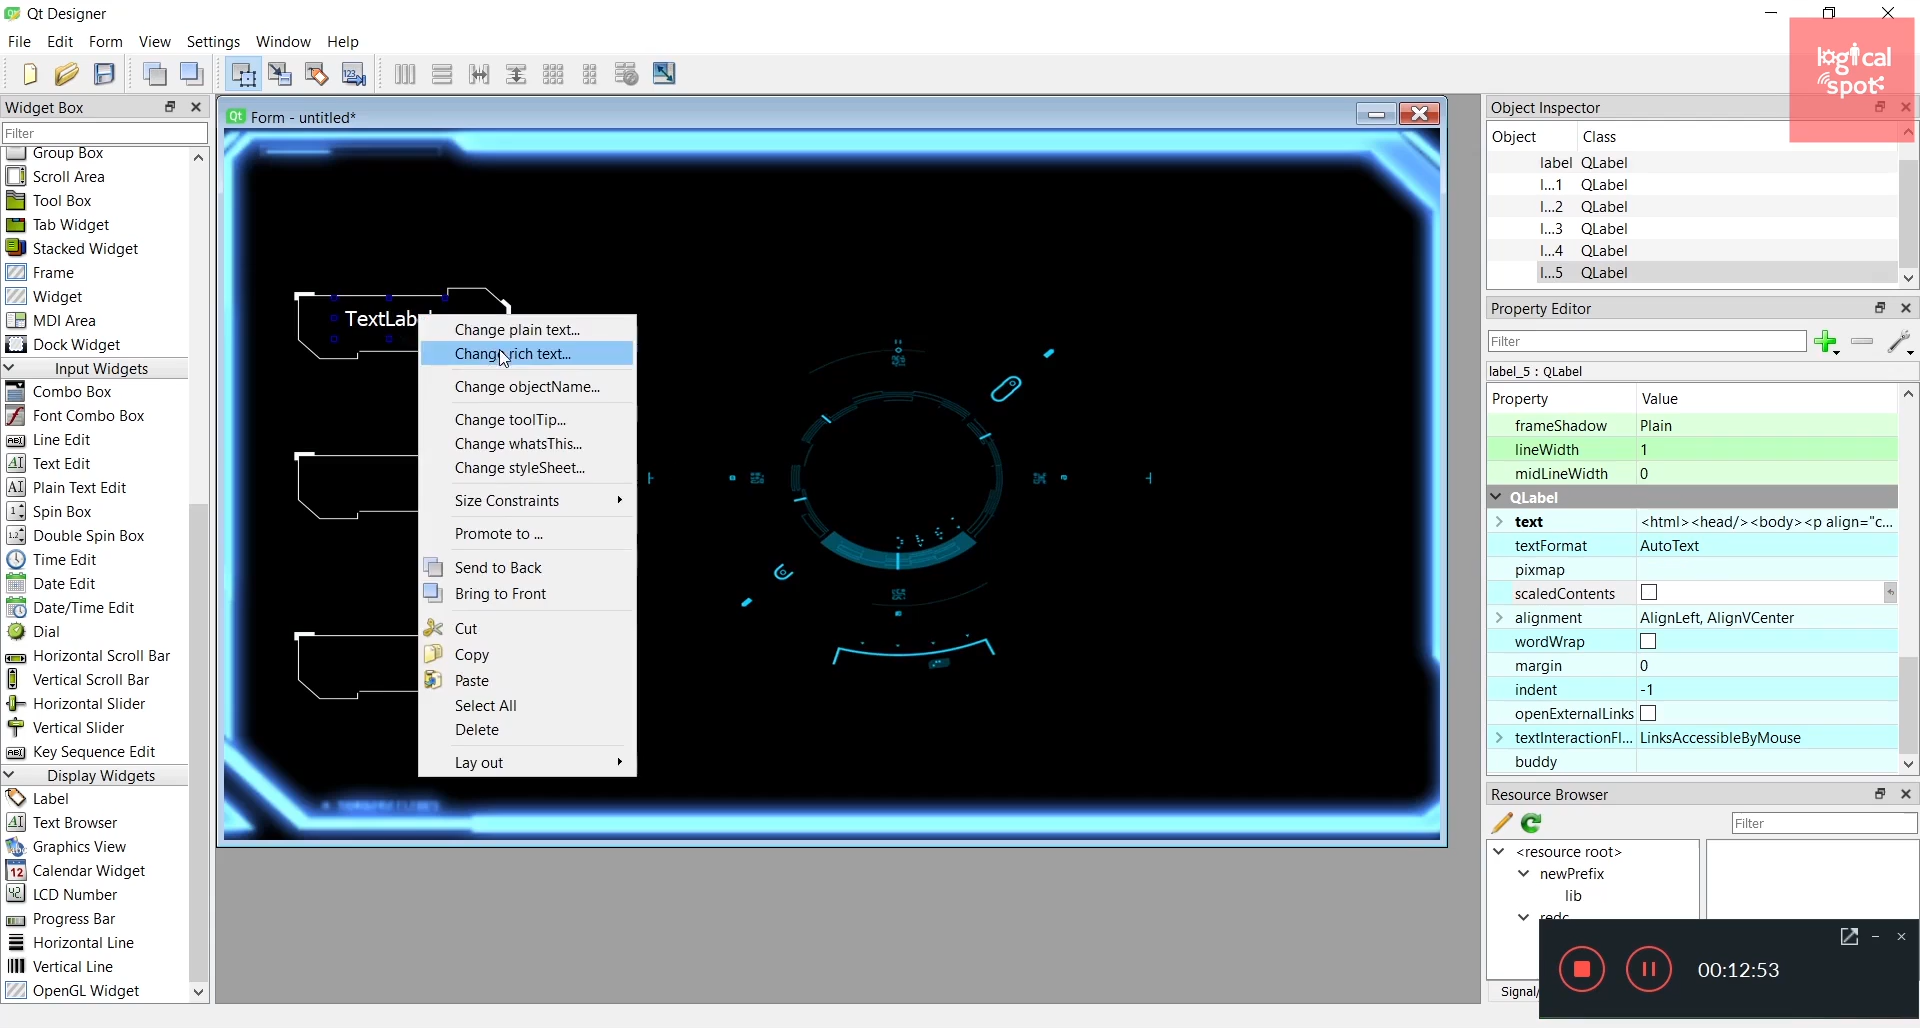 Qt Designer
File Edit Form View Settings Window Help
logical
spot
Widget Box
Filter
Group Box
Scroll Area
Tool Box
Tab Widget
Stacked Widget
Frame
Widget
MDI Area
Dock Widget
Input Widgets
Combo Box
Font Combo Box
Line Edit
Text Edit
Plain Text Edit
Spin Box
Double Spin Box
Time Edit
Date Edit
Date/Time Edit
Dial
Horizontal Scroll Bar
Vertical Scroll Bar
Horizontal Slider
Vertical Slider
Key Sequence Edit
Display Widgets
Label
Text Browser
Graphics View
Calendar Widget
LCD Number
Progress Bar
Horizontal Line
Vertical Line
OpenGL Widget
Form - untitled*
TextLab
Change plain text...
Change rich text...
Change objectName...
Change toolTip...
Change whatsThis...
Change styleSheet...
Size Constraints
Promote to ...
Send to Back
Bring to Front
Cut
Copy
Paste
Select All
Delete
Lay out
Object Inspector
Object Class
label QLabel
l...1 QLabel
l...2 QLabel
l...3 QLabel
l...4 QLabel
l...5 QLabel
Property Editor
Filter
label_5 : QLabel
Property Value
frameShadow Plain
lineWidth 1
midLineWidth 0
QLabel
text <html><head/><body><p align="c...
textFormat AutoText
pixmap
scaledContents
alignment AlignLeft, AlignVCenter
wordWrap
margin 0
indent -1
openExternalLinks
textInteractionFl... LinksAccessibleByMouse
buddy
Resource Browser
Filter
<resource root>
newPrefix
lib
redc
Signal/
00:12:53